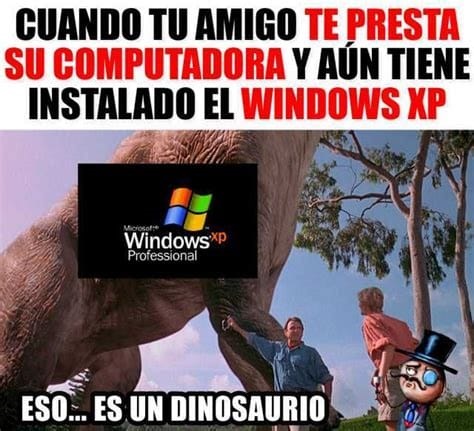 CUANDO TU AMIGO TE PRESTA
SU COMPUTADORA Y AÚN TIENE
INSTALADO EL WINDOWS XP
Microsoft®
Windows xp
Professional
ESO... ES UN DINOSAURIO